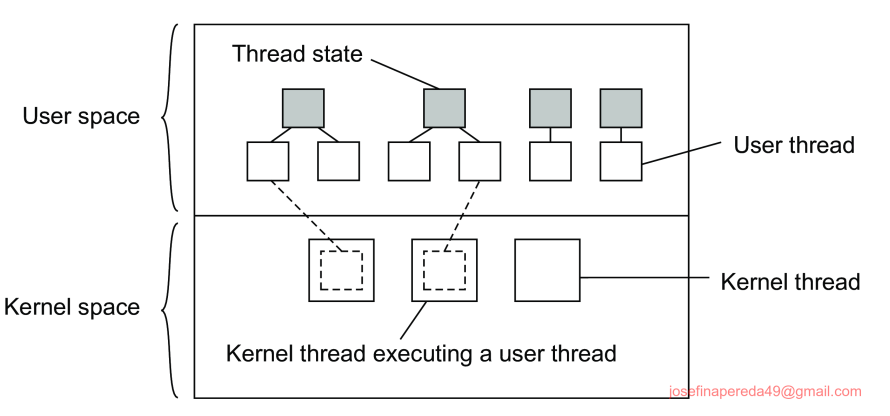 Thread state
User space
User thread
Kernel thread
Kernel space
Kernel thread executing a user thread
josefinapereda49@gmail.com